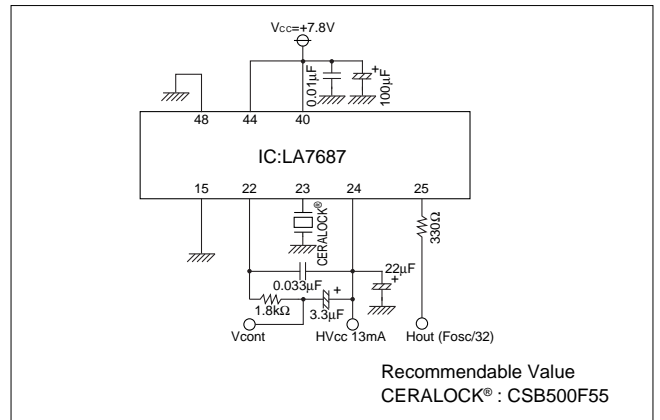 Vcc=+7.8V
0.01μF
100μF
48 44 40
IC:LA7687
15 22 23 24 25
CERALOCK®
330Ω
0.033μF
22μF
1.8kΩ
3.3μF
Vcont HVcc 13mA Hout (Fosc/32)
Recommendable Value
CERALOCK® : CSB500F55